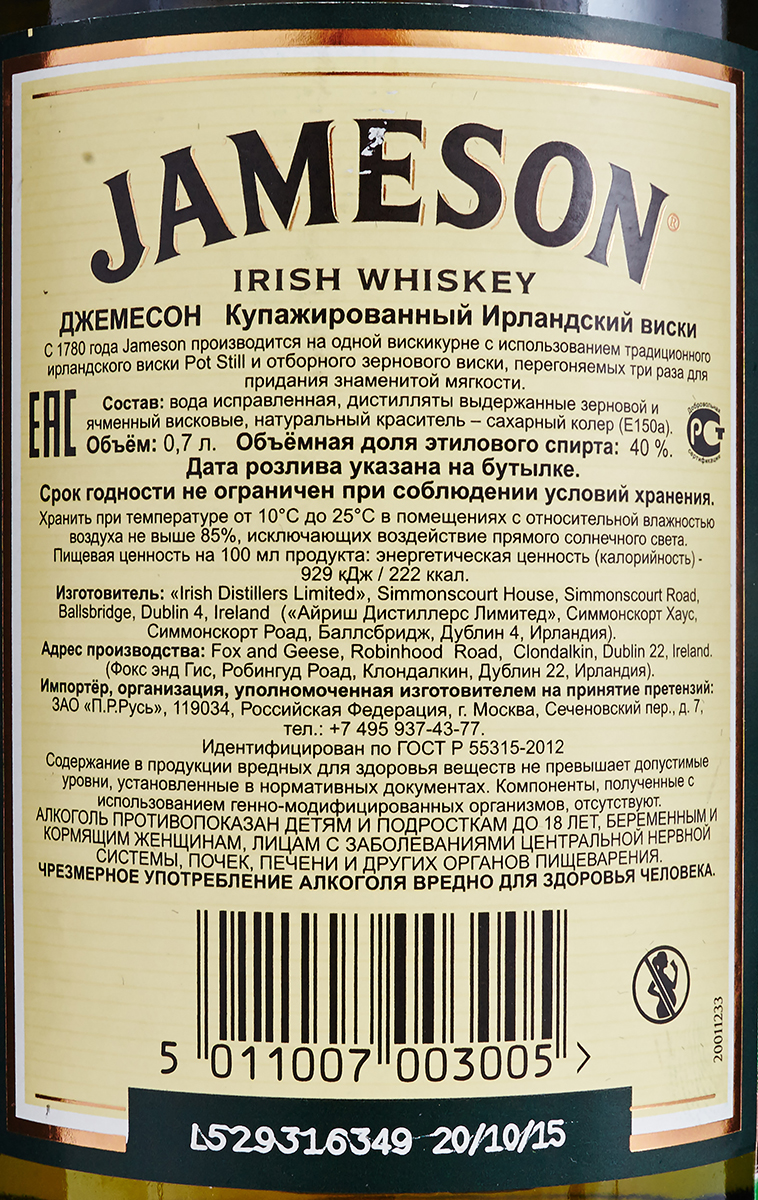 JAMESON ®
IRISH WHISKEY
ДЖЕМЕСОН Купажированный Ирландский виски
С 1780 года Jameson производится на одной вискикурне с использованием традиционного
ирландского виски Pot Still и отборного зернового виски, перегоняемых три раза для
придания знаменитой мягкости.
EAC
Состав: вода исправленная, дистилляты выдержанные зерновой и
ячменный висковые, натуральный краситель – сахарный колер (Е150а).
Добровольная
РСТ
сертификация
Объём: 0,7 л. Объёмная доля этилового спирта: 40 %.
Дата розлива указана на бутылке.
Срок годности не ограничен при соблюдении условий хранения.
Хранить при температуре от 10°С до 25°С в помещениях с относительной влажностью
воздуха не выше 85%, исключающих воздействие прямого солнечного света.
Пищевая ценность на 100 мл продукта: энергетическая ценность (калорийность) -
929 кДж / 222 ккал.
Изготовитель: «Irish Distillers Limited», Simmonscourt House, Simmonscourt Road,
Ballsbridge, Dublin 4, Ireland («Айриш Дистиллерс Лимитед», Симмонскорт Хаус,
Симмонскорт Роад, Баллсбридж, Дублин 4, Ирландия).
Адрес производства: Fox and Geese, Robinhood Road, Clondalkin, Dublin 22, Ireland.
(Фокс энд Гис, Робингуд Роад, Клондалкин, Дублин 22, Ирландия).
Импортёр, организация, уполномоченная изготовителем на принятие претензий:
ЗАО «П.Р.Русь», 119034, Российская Федерация, г. Москва, Сеченовский пер., д. 7,
тел.: +7 495 937-43-77.
Идентифицирован по ГОСТ Р 55315-2012
Содержание в продукции вредных для здоровья веществ не превышает допустимые
уровни, установленные в нормативных документах. Компоненты, полученные с
использованием генно-модифицированных организмов, отсутствуют.
АЛКОГОЛЬ ПРОТИВОПОКАЗАН ДЕТЯМ И ПОДРОСТКАМ ДО 18 ЛЕТ, БЕРЕМЕННЫМ И
КОРМЯЩИМ ЖЕНЩИНАМ, ЛИЦАМ С ЗАБОЛЕВАНИЯМИ ЦЕНТРАЛЬНОЙ НЕРВНОЙ
СИСТЕМЫ, ПОЧЕК, ПЕЧЕНИ И ДРУГИХ ОРГАНОВ ПИЩЕВАРЕНИЯ.
ЧРЕЗМЕРНОЕ УПОТРЕБЛЕНИЕ АЛКОГОЛЯ ВРЕДНО ДЛЯ ЗДОРОВЬЯ ЧЕЛОВЕКА.
5 011007 003005 >
20011233
L529316349 20/10/15